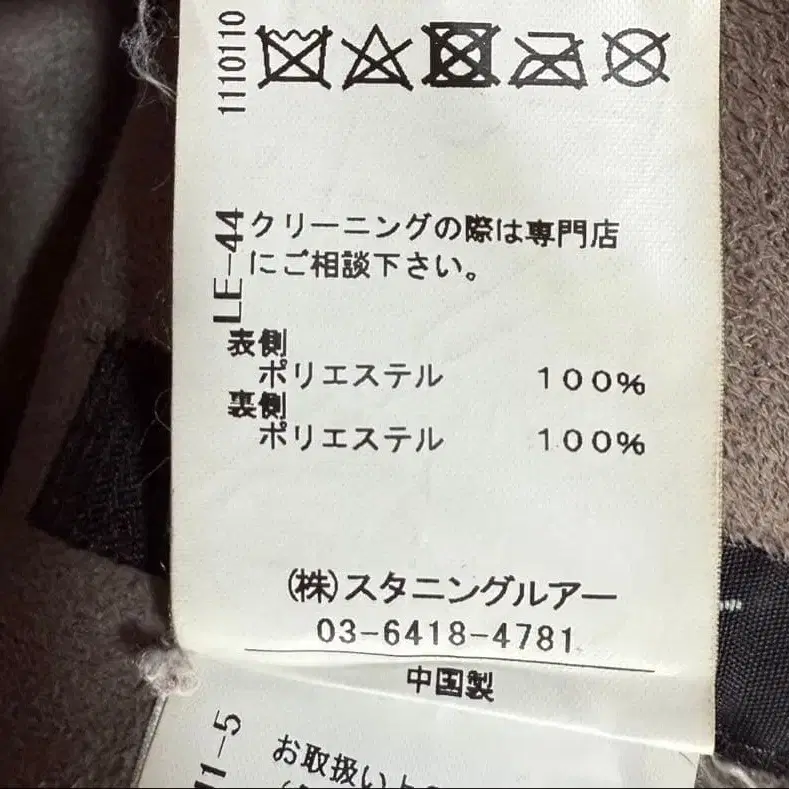 1110110
LE-44
クリーニングの際は専門店
にご相談下さい。
表側
ポリエステル 100%
裏側
ポリエステル 100%
(株)スタニングルアー
03-6418-4781
中国製
11-5
お取扱い上の